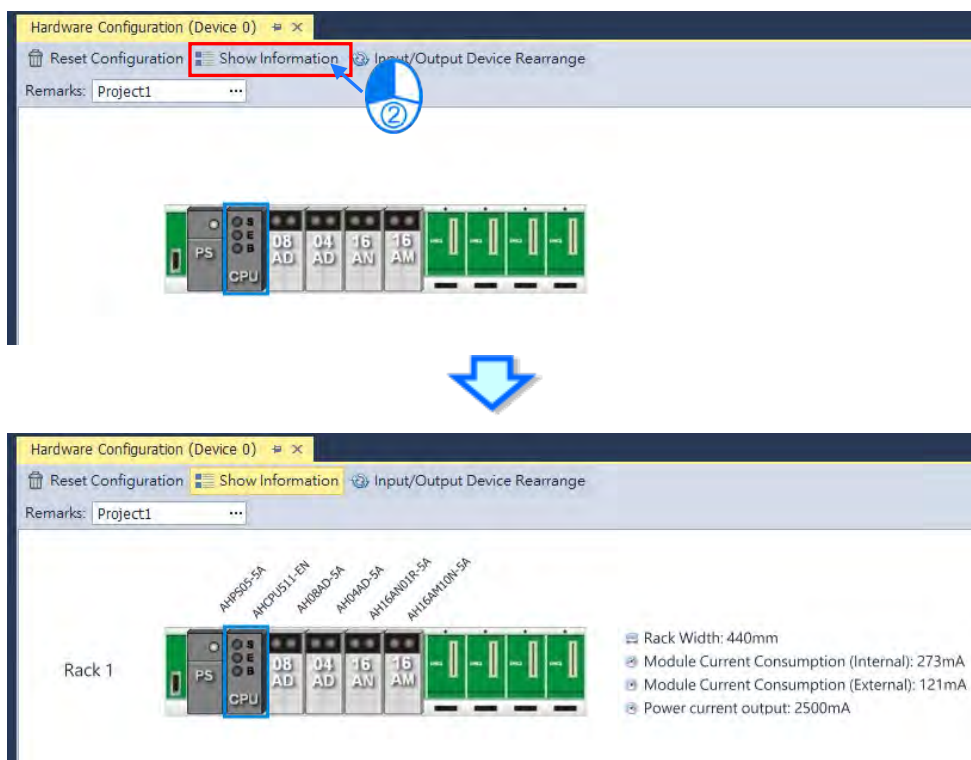 Hardware Configuration (Device 0)
Reset Configuration Show Information Input/Output Device Rearrange
Remarks: Project1 ...
②
PS
S
E
B
CPU
08
AD
04
AD
16
AN
16
AM
Hardware Configuration (Device 0)
Reset Configuration Show Information Input/Output Device Rearrange
Remarks: Project1 ...
AHPS05-5A
AHCPU511-EN
AH08AD-5A
AH04AD-5A
AH16AN01R-5A
AH16AM10N-5A
Rack 1
PS
S
E
B
CPU
08
AD
04
AD
16
AN
16
AM
Rack Width: 440mm
Module Current Consumption (Internal): 273mA
Module Current Consumption (External): 121mA
Power current output: 2500mA